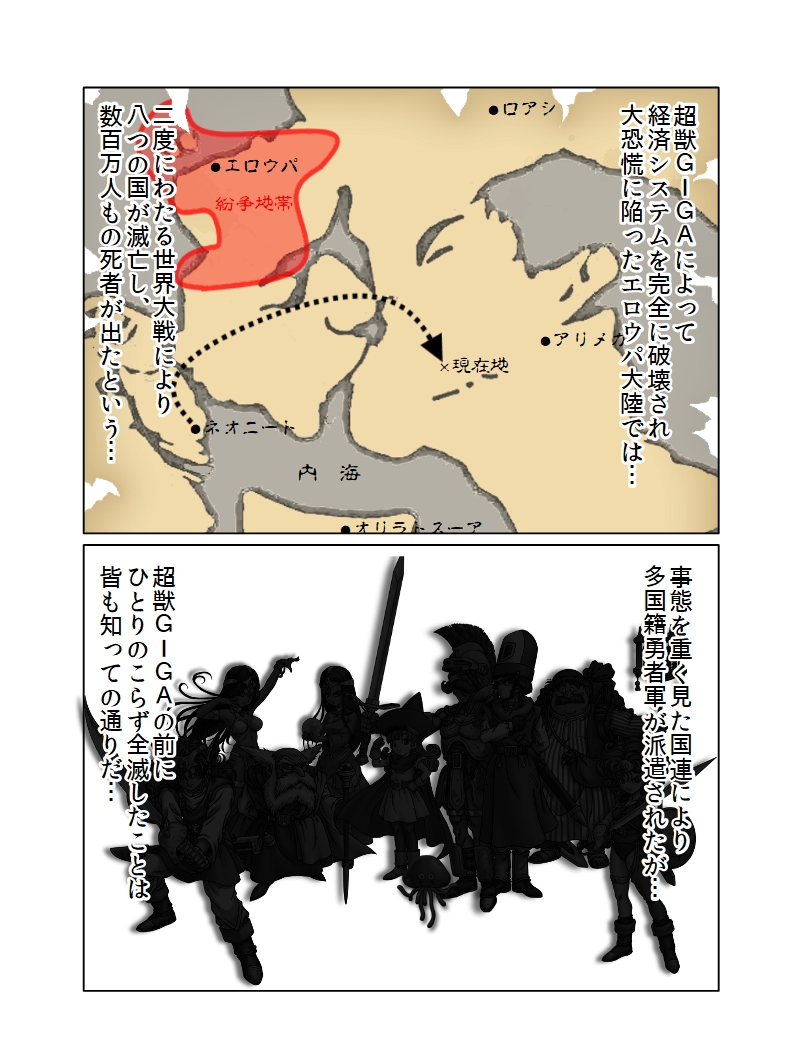 超獣ＧＩＧＡによって
経済システムを完全に破壊され
大恐慌に陥ったエロウパ大陸では…
●ロアシ
●エロウパ
紛争地帯
●アリメカ
×現在地
●ネオニート
内海
●オリラトスーア
二度にわたる世界大戦により
八つの国が滅亡し、
数百万人もの死者が出たという…
事態を重く見た国連により
多国籍勇者軍が派遣されたが…
超獣ＧＩＧＡの前に
ひとりのこらず全滅したことは
皆も知っての通りだ…